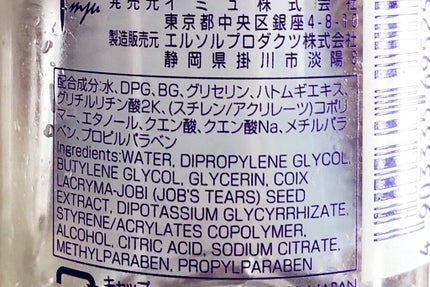 発売元 イミュ株式会社
東京都中央区銀座4-8-10
製造販売元 エルソルプロダクツ株式会社
静岡県掛川市淡陽8
配合成分:水、DPG、BG、グリセリン、ハトムギエキス、
グリチルリチン酸2K、(スチレン/アクリレーツ)コポリ
マー、エタノール、クエン酸、クエン酸Na、メチルパラ
ベン、プロピルパラベン
Ingredients:WATER, DIPROPYLENE GLYCOL,
BUTYLENE GLYCOL, GLYCERIN, COIX
LACRYMA-JOBI (JOB'S TEARS) SEED
EXTRACT, DIPOTASSIUM GLYCYRRHIZATE,
STYRENE/ACRYLATES COPOLYMER,
ALCOHOL, CITRIC ACID, SODIUM CITRATE,
METHYLPARABEN, PROPYLPARABEN
キャップ
JAPAN